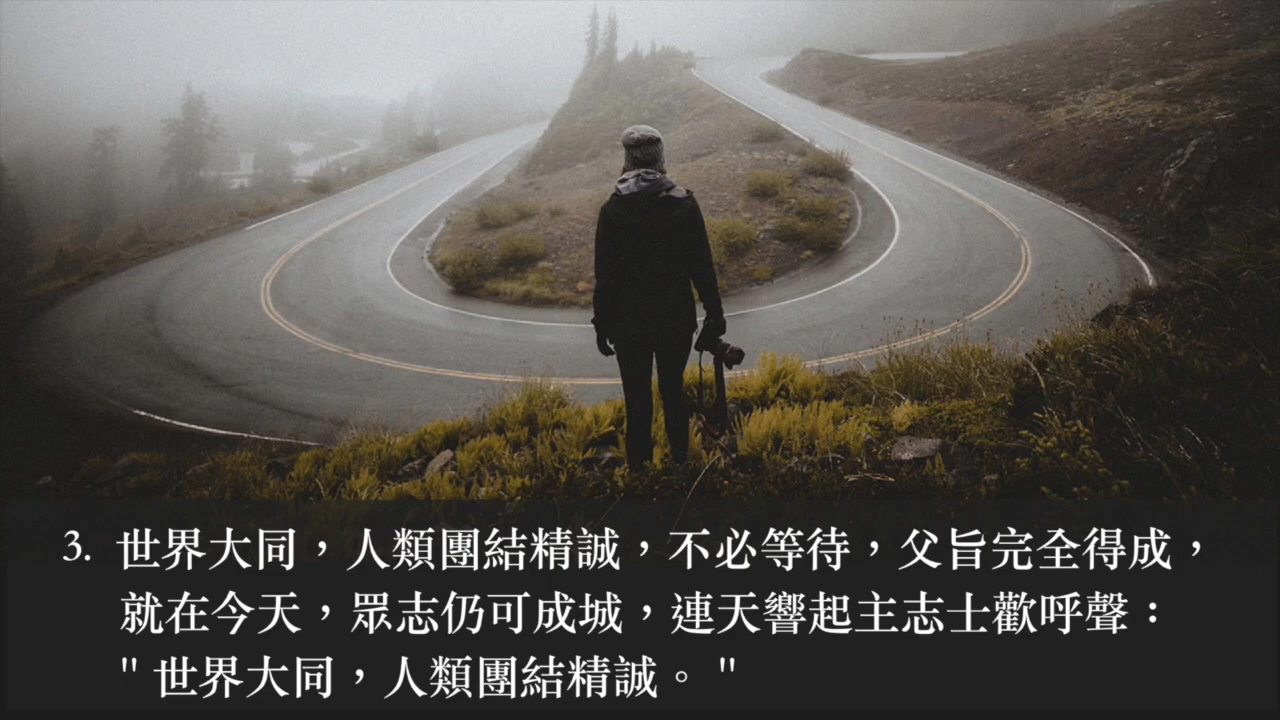 3. 世界大同，人類團結精誠，不必等待，父旨完全得成，
就在今天，眾志仍可成城，連天響起主志士歡呼聲：
" 世界大同，人類團結精誠。 "